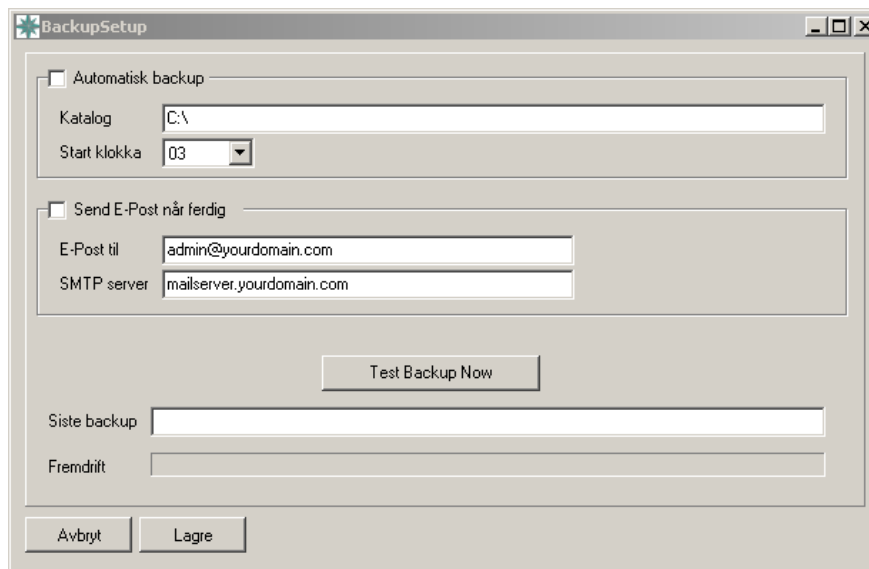 BackupSetup
Automatisk backup
Katalog C:\
Start klokka 03
Send E-Post når ferdig
E-Post til admin@yourdomain.com
SMTP server mailserver.yourdomain.com
Test Backup Now
Siste backup
Fremdrift
Avbryt Lagre